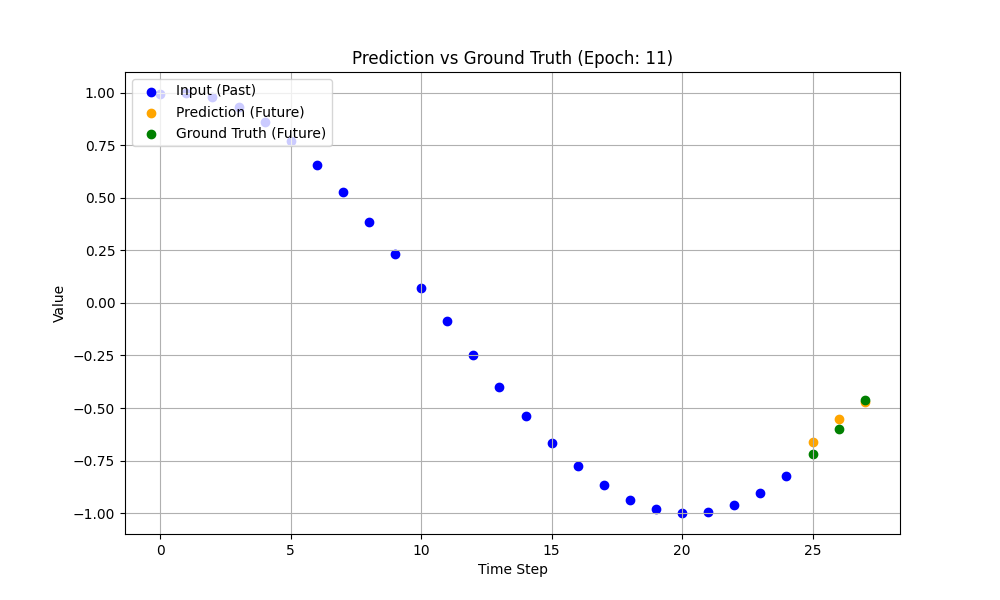 Prediction vs Ground Truth (Epoch: 11)
Input (Past)
Prediction (Future)
Ground Truth (Future)
1.00
0.75
0.50
0.25
0.00
−0.25
−0.50
−0.75
−1.00
Value
0 5 10 15 20 25
Time Step